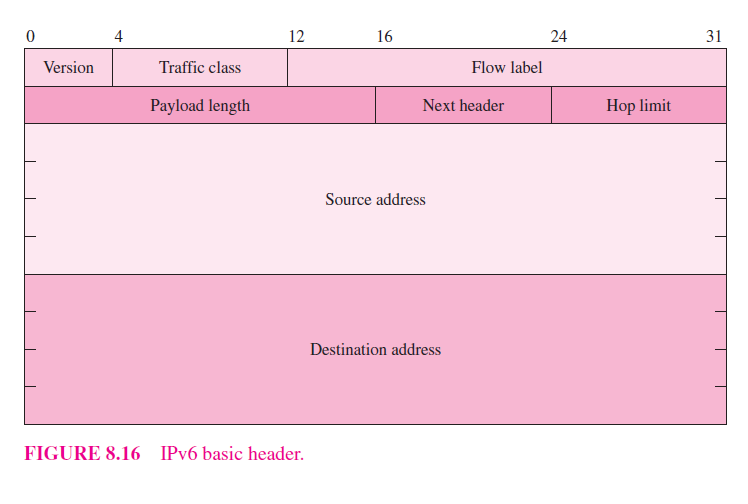 0 4 12 16 24 31
Version Traffic class Flow label
Payload length Next header Hop limit
Source address
Destination address
FIGURE 8.16 IPv6 basic header.